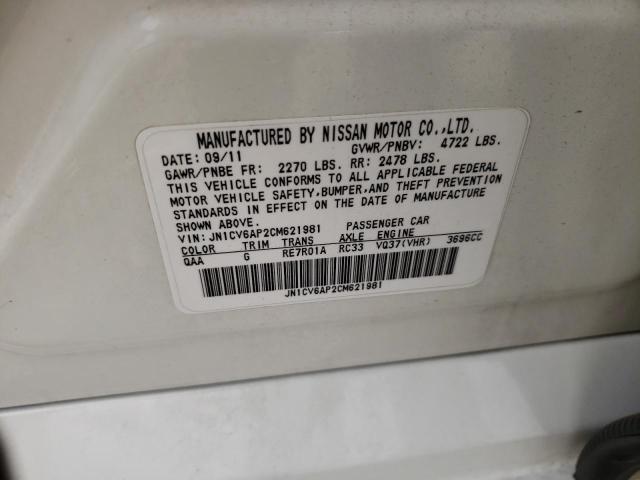 MANUFACTURED BY NISSAN MOTOR CO.,LTD.
DATE: 09/11 GVWR/PNBV: 4722 LBS.
GAWR/PNBE FR: 2270 LBS. RR: 2478 LBS.
THIS VEHICLE CONFORMS TO ALL APPLICABLE FEDERAL
MOTOR VEHICLE SAFETY,BUMPER,AND THEFT PREVENTION
STANDARDS IN EFFECT ON THE DATE OF MANUFACTURE
SHOWN ABOVE.
VIN: JN1CV6AP2CM621981 PASSENGER CAR
COLOR TRIM TRANS AXLE ENGINE
QAA G RE7R01A RC33 VQ37(VHR) 3696CC
JN1CV6AP2CM621981